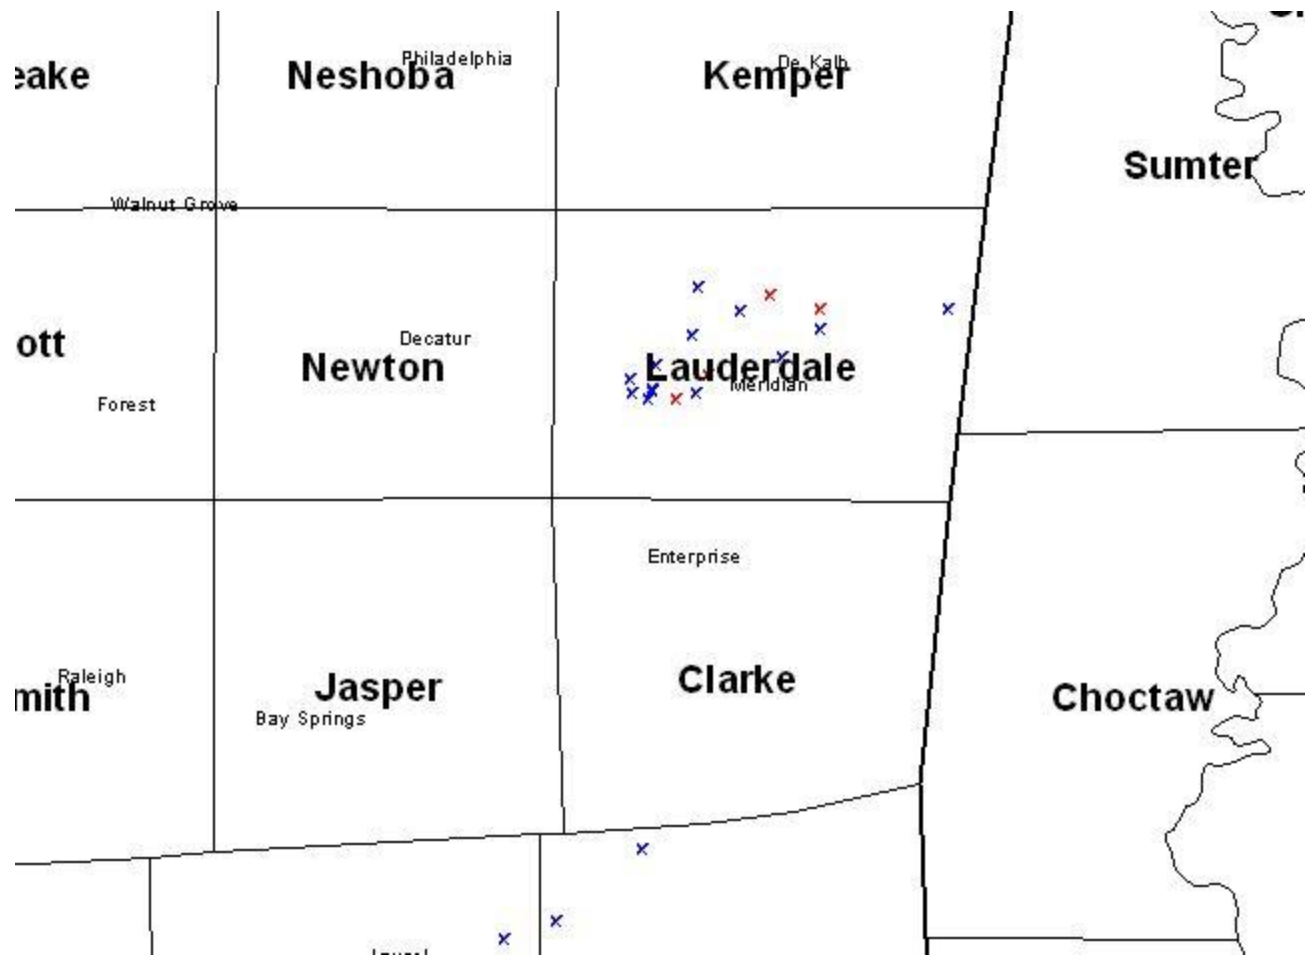 Philadelphia
De Kalb
eake
Neshoba
Kemper
Sumter
Walnut Grove
Decatur
ott
Newton
Lauderdale
Meridian
Forest
Enterprise
Raleigh
mith
Jasper
Clarke
Choctaw
Bay Springs